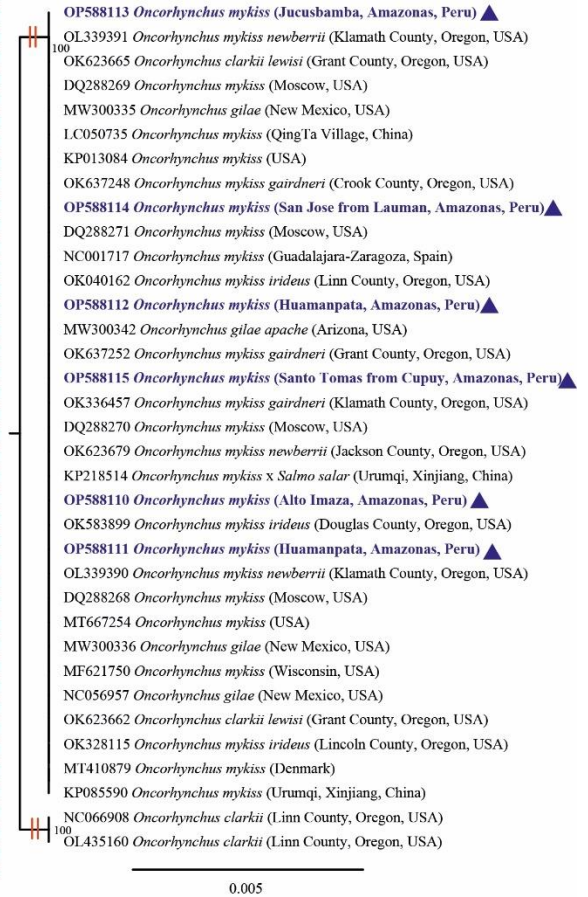 OP588113 Oncorhynchus mykiss (Jucusbamba, Amazonas, Peru)
100
OL339391 Oncorhynchus mykiss newberrii (Klamath County, Oregon, USA)
OK623665 Oncorhynchus clarkii lewisi (Grant County, Oregon, USA)
DQ288269 Oncorhynchus mykiss (Moscow, USA)
MW300335 Oncorhynchus gilae (New Mexico, USA)
LC050735 Oncorhynchus mykiss (QingTa Village, China)
KP013084 Oncorhynchus mykiss (USA)
OK637248 Oncorhynchus mykiss gairdneri (Crook County, Oregon, USA)
OP588114 Oncorhynchus mykiss (San Jose from Lauman, Amazonas, Peru)
DQ288271 Oncorhynchus mykiss (Moscow, USA)
NC001717 Oncorhynchus mykiss (Guadalajara-Zaragoza, Spain)
OK040162 Oncorhynchus mykiss irideus (Linn County, Oregon, USA)
OP588112 Oncorhynchus mykiss (Huamanpata, Amazonas, Peru)
MW300342 Oncorhynchus gilae apache (Arizona, USA)
OK637252 Oncorhynchus mykiss gairdneri (Grant County, Oregon, USA)
OP588115 Oncorhynchus mykiss (Santo Tomas from Cupuy, Amazonas, Peru)
OK336457 Oncorhynchus mykiss gairdneri (Klamath County, Oregon, USA)
DQ288270 Oncorhynchus mykiss (Moscow, USA)
OK623679 Oncorhynchus mykiss newberrii (Jackson County, Oregon, USA)
KP218514 Oncorhynchus mykiss x Salmo salar (Urumqi, Xinjiang, China)
OP588110 Oncorhynchus mykiss (Alto Imaza, Amazonas, Peru)
OK583899 Oncorhynchus mykiss irideus (Douglas County, Oregon, USA)
OP588111 Oncorhynchus mykiss (Huamanpata, Amazonas, Peru)
OL339390 Oncorhynchus mykiss newberrii (Klamath County, Oregon, USA)
DQ288268 Oncorhynchus mykiss (Moscow, USA)
MT667254 Oncorhynchus mykiss (USA)
MW300336 Oncorhynchus gilae (New Mexico, USA)
MF621750 Oncorhynchus mykiss (Wisconsin, USA)
NC056957 Oncorhynchus gilae (New Mexico, USA)
OK623662 Oncorhynchus clarkii lewisi (Grant County, Oregon, USA)
OK328115 Oncorhynchus mykiss irideus (Lincoln County, Oregon, USA)
MT410879 Oncorhynchus mykiss (Denmark)
KP085590 Oncorhynchus mykiss (Urumqi, Xinjiang, China)
NC066908 Oncorhynchus clarkii (Linn County, Oregon, USA)
100
OL435160 Oncorhynchus clarkii (Linn County, Oregon, USA)
0.005